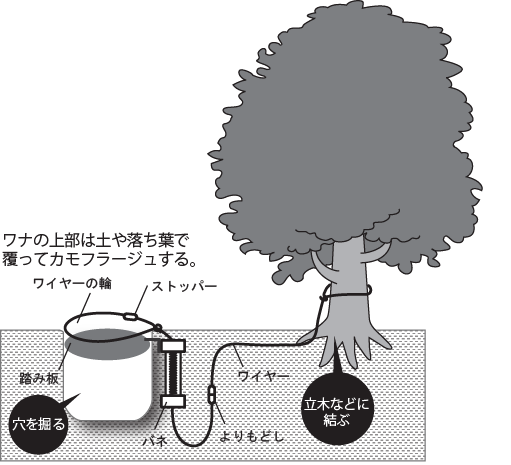 ワナの上部は土や落ち葉で
覆ってカモフラージュする。
ワイヤーの輪
ストッパー
踏み板
穴を掘る
バネ
よりもどし
ワイヤー
立木などに
結ぶ